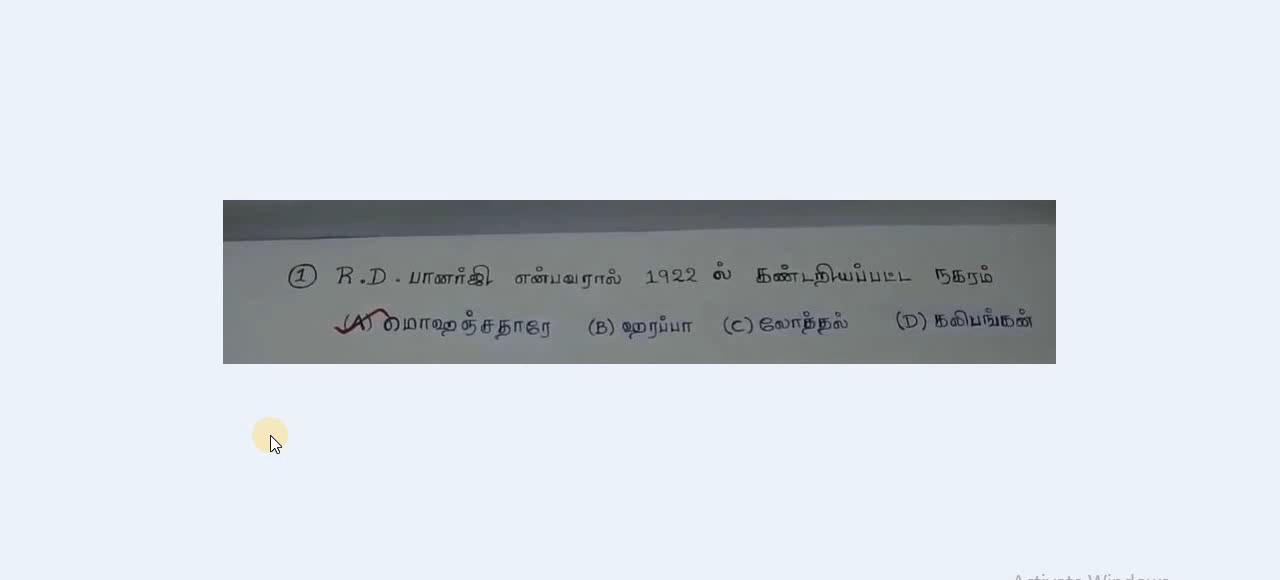 ① R.D. பானர்ஜி என்பவரால் 1922 ல் கண்டறியப்பட்ட நகரம்
(A) மொஹஞ்சதாரே (B) ஹரப்பா (C) லோத்தல் (D) கலிபங்கன்